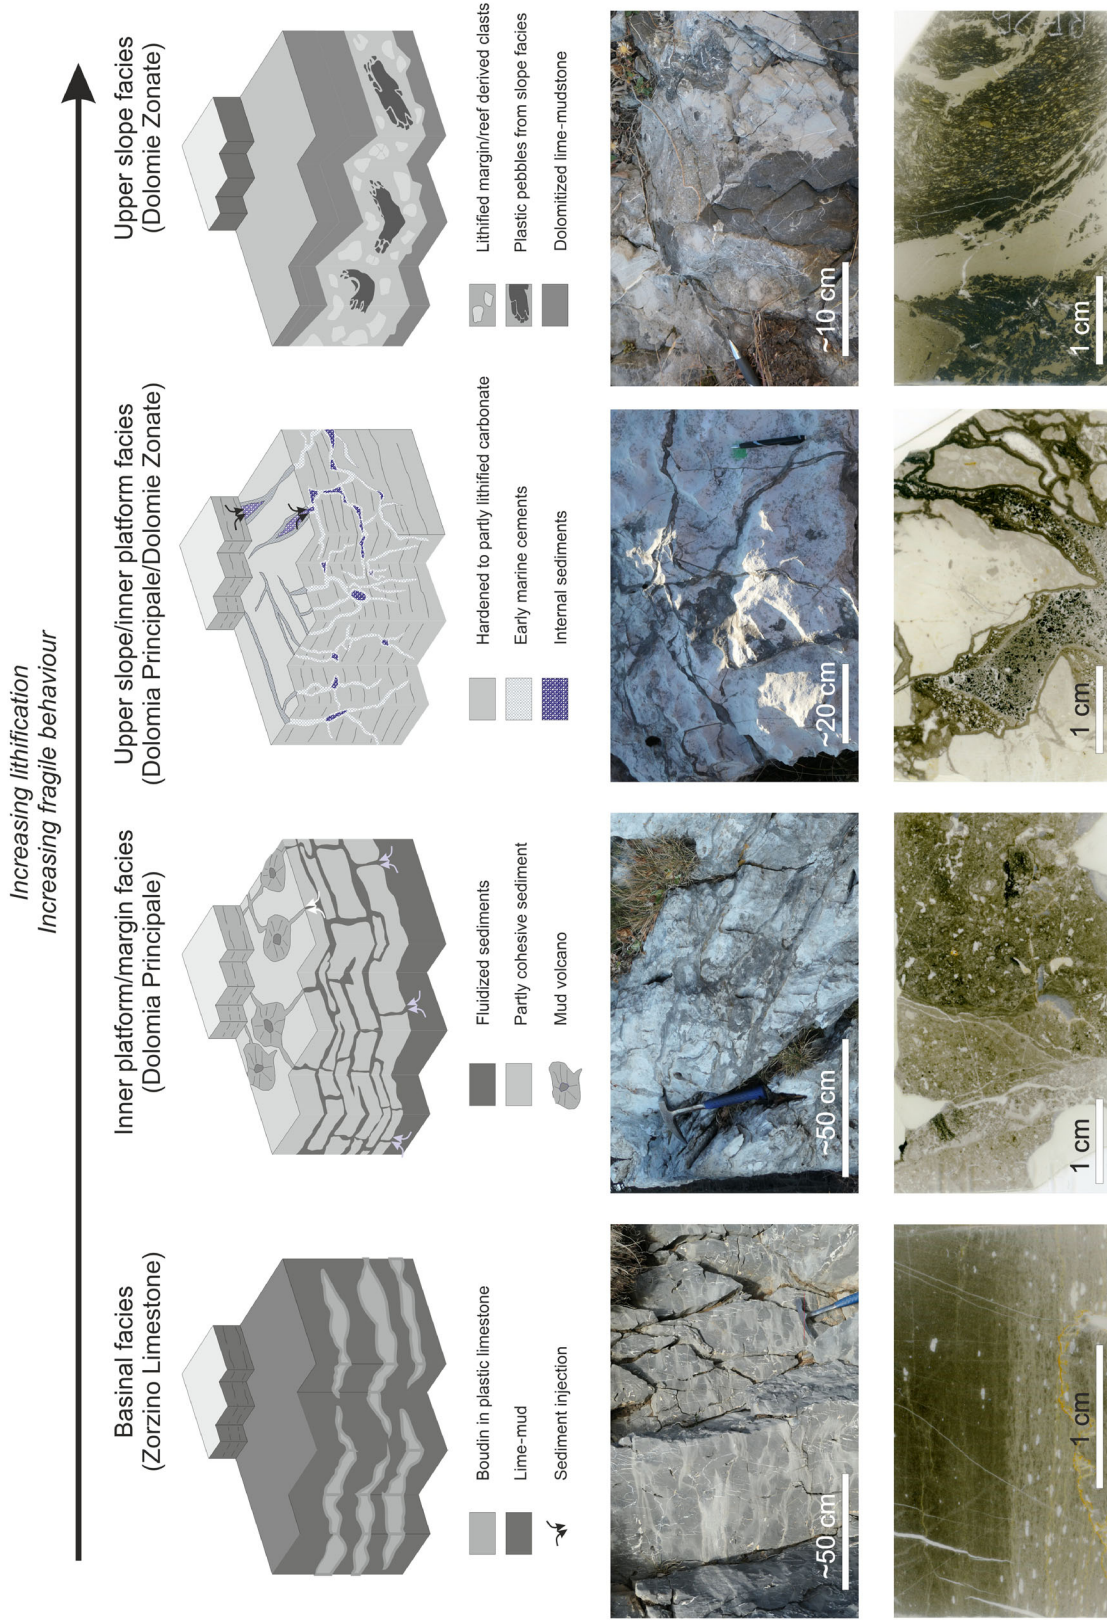 Increasing lithification
Increasing fragile behaviour
Basinal facies
(Zorzino Limestone)
Inner platform/margin facies
(Dolomia Principale)
Upper slope/inner platform facies
(Dolomia Principale/Dolomie Zonate)
Upper slope facies
(Dolomie Zonate)
Boudin in plastic limestone
Lime-mud
Sediment injection
Fluidized sediments
Partly cohesive sediment
Mud volcano
Hardened to partly lithified carbonate
Early marine cements
Internal sediments
Lithified margin/reef derived clasts
Plastic pebbles from slope facies
Dolomitized lime-mudstone
~50 cm
~50 cm
~20 cm
~10 cm
1 cm
1 cm
1 cm
1 cm